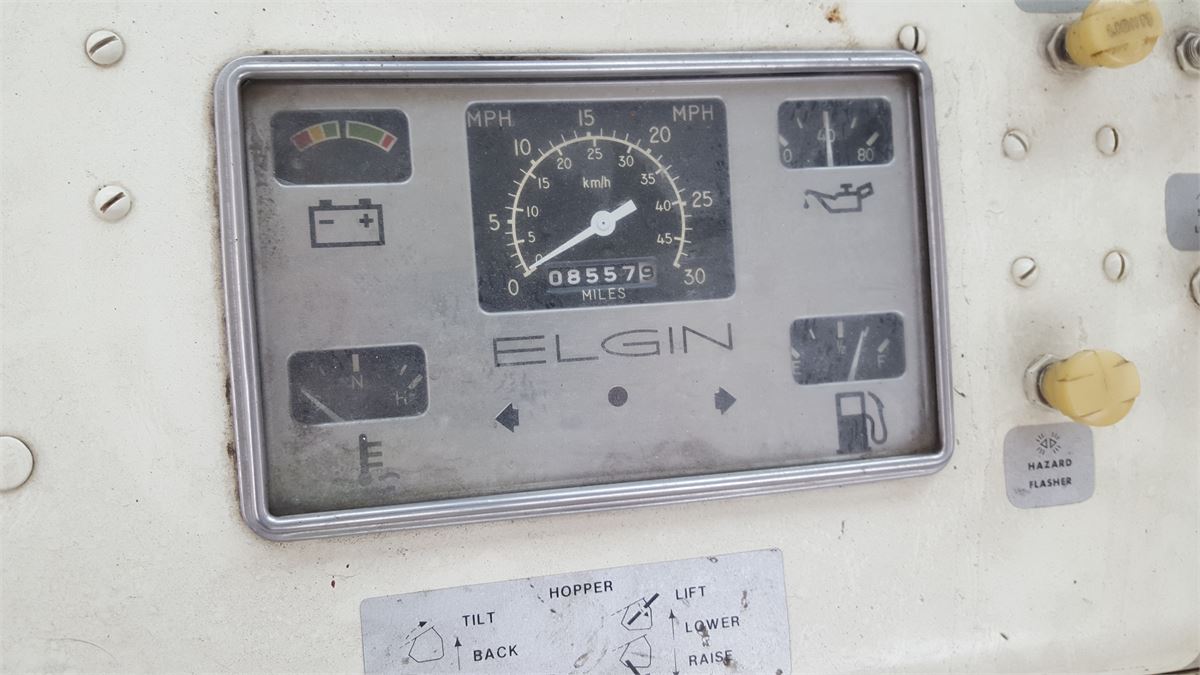 MPH 15 MPH
10 20
20 25 30
15 km/h 35
5 10 40 25
5 45
0 085579 30
0
MILES
0 40 80
ELGIN
N H
E F
HAZARD
FLASHER
HOPPER
TILT
BACK
LIFT
LOWER
RAISE